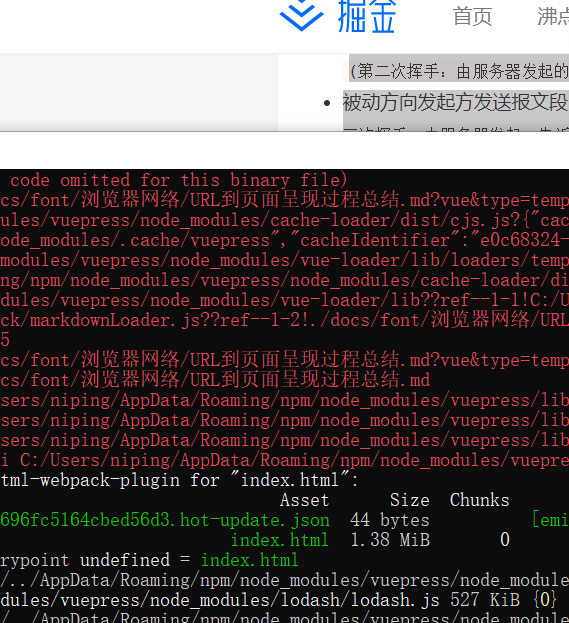 掘金 首页 沸点
(第二次挥手：由服务器发起的
被动方向发起方发送报文段
code omitted for this binary file)
cs/font/浏览器网络/URL到页面呈现过程总结.md?vue&type=temp
ules/vuepress/node_modules/cache-loader/dist/cjs.js?{"cac
ode_modules/.cache/vuepress","cacheIdentifier":"e0c68324-
modules/vuepress/node_modules/vue-loader/lib/loaders/temp
ng/npm/node_modules/vuepress/node_modules/cache-loader/di
dules/vuepress/node_modules/vue-loader/lib??ref--1-1!C:/U
ck/markdownLoader.js??ref--1-2!./docs/font/浏览器网络/URL
5
cs/font/浏览器网络/URL到页面呈现过程总结.md?vue&type=temp
cs/font/浏览器网络/URL到页面呈现过程总结.md
sers/niping/AppData/Roaming/npm/node_modules/vuepress/lib
sers/niping/AppData/Roaming/npm/node_modules/vuepress/lib
sers/niping/AppData/Roaming/npm/node_modules/vuepress/lib
i C:/Users/niping/AppData/Roaming/npm/node_modules/vuepre
tml-webpack-plugin for "index.html":
Asset Size Chunks
696fc5164cbed56d3.hot-update.json 44 bytes [emi
index.html 1.38 MiB 0
rypoint undefined = index.html
/../AppData/Roaming/npm/node_modules/vuepress/node_module
dules/vuepress/node_modules/lodash/lodash.js 527 KiB {0}
/../AppData/Roaming/npm/node_modules/vuepress/node_module